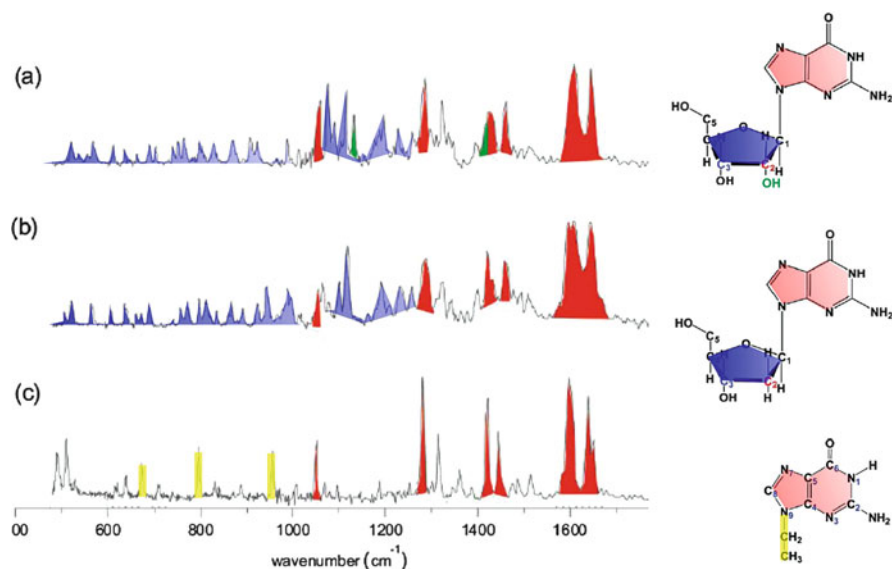 (a)
O
N
NH
N
N
NH₂
HO
C5
O
H
C1
H
C3
C2
H
OH
OH
(b)
O
N
NH
N
N
NH₂
HO
C5
O
H
C1
H
C3
C2
H
OH
H
(c)
O
H
N7
C6
N1
C5
C8
C4
C2
N9
N3
NH₂
CH₂
CH₃
00 600 800 1000 1200 1400 1600
wavenumber (cm⁻¹)